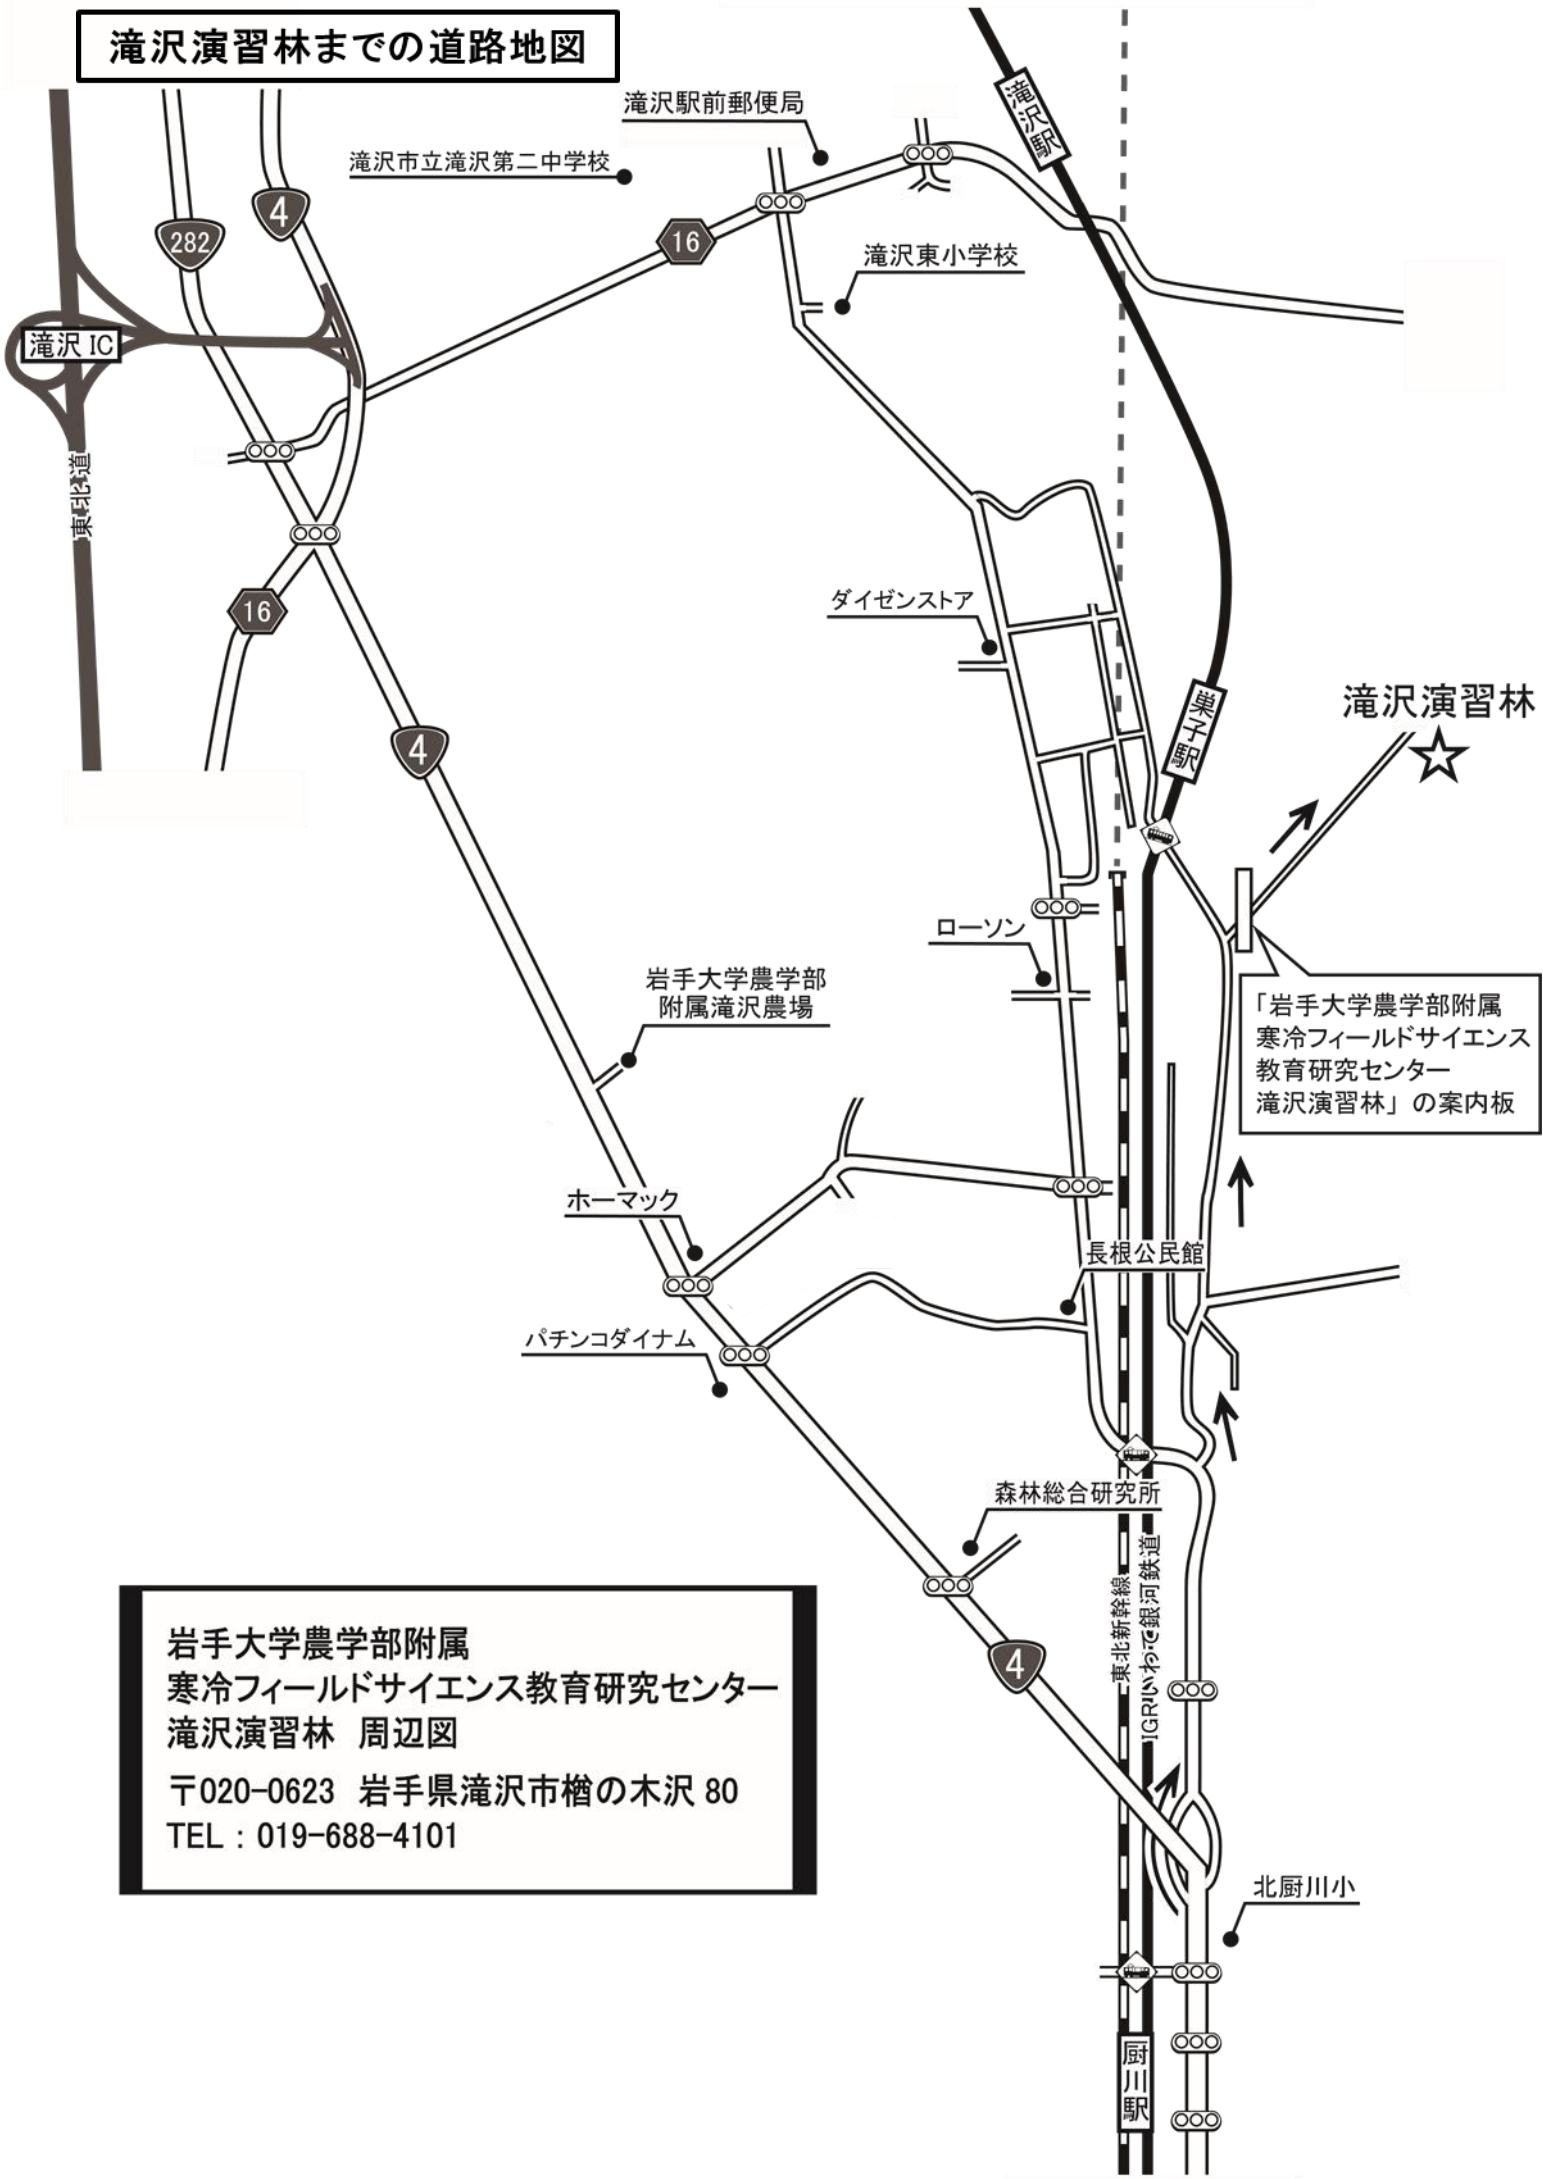 滝沢演習林までの道路地図
滝沢駅
滝沢駅前郵便局
滝沢市立滝沢第二中学校
4
282
16
滝沢東小学校
滝沢 IC
東北道
16
ダイゼンストア
巣子駅
滝沢演習林
4
ローソン
岩手大学農学部
附属滝沢農場
「岩手大学農学部附属
寒冷フィールドサイエンス
教育研究センター
滝沢演習林」の案内板
ホーマック
長根公民館
パチンコダイナム
森林総合研究所
東北新幹線
IGRいわて銀河鉄道
4
岩手大学農学部附属
寒冷フィールドサイエンス教育研究センター
滝沢演習林 周辺図
〒020-0623 岩手県滝沢市楢の木沢 80
TEL：019-688-4101
北厨川小
厨川駅